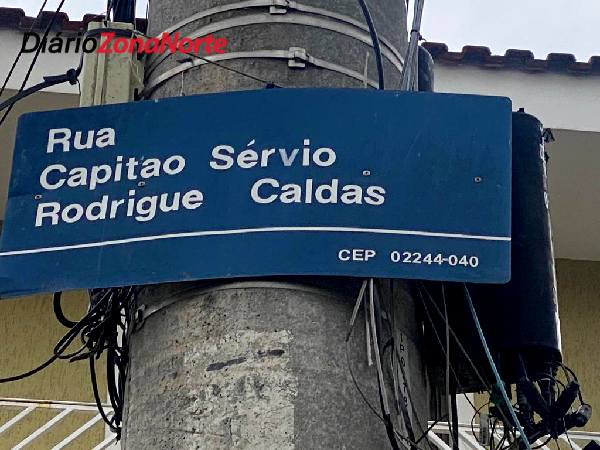 DiárioZonaNorte
Rua
Capitao Sérvio
Rodrigue Caldas
CEP 02244-040